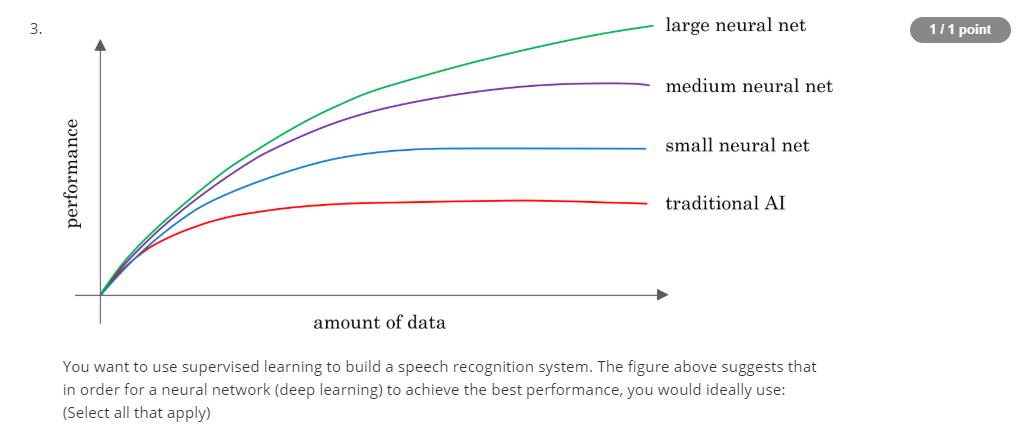 3.
1 / 1 point
large neural net
medium neural net
small neural net
traditional AI
performance
amount of data
You want to use supervised learning to build a speech recognition system. The figure above suggests that
in order for a neural network (deep learning) to achieve the best performance, you would ideally use:
(Select all that apply)